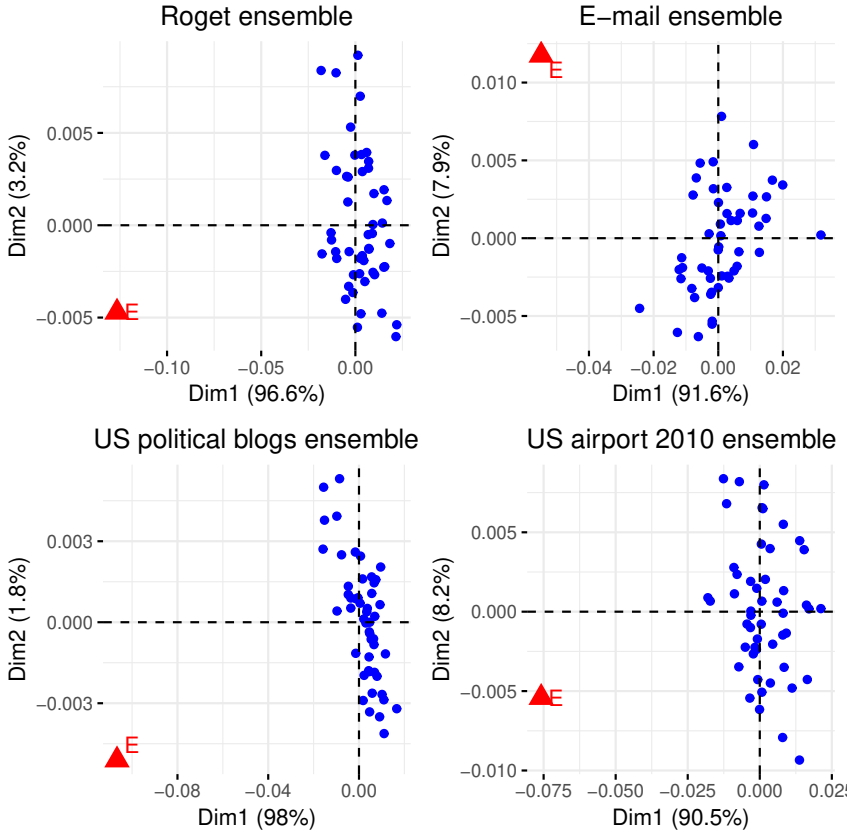 Roget ensemble
Dim2 (3.2%)
0.005
0.000
−0.005
E
−0.10
−0.05
0.00
Dim1 (96.6%)
E−mail ensemble
Dim2 (7.9%)
0.010
0.005
0.000
−0.005
E
−0.04
−0.02
0.00
0.02
Dim1 (91.6%)
US political blogs ensemble
Dim2 (1.8%)
0.003
0.000
−0.003
E
−0.08
−0.04
0.00
Dim1 (98%)
US airport 2010 ensemble
Dim2 (8.2%)
0.005
0.000
−0.005
−0.010
E
−0.075
−0.050
−0.025
0.000
0.025
Dim1 (90.5%)